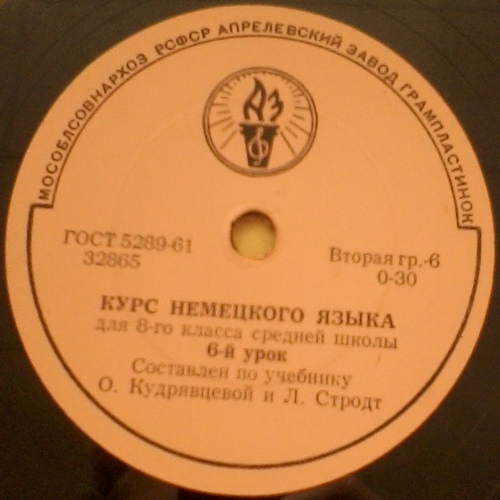 МОСОБЛСОВНАРХОЗ РСФСР АПРЕЛЕВСКИЙ ЗАВОД ГРАМПЛАСТИНОК
АЗ
ГОСТ 5289-61
32865
Вторая гр.-6
0-30
КУРС НЕМЕЦКОГО ЯЗЫКА
для 8-го класса средней школы
6-й урок
Составлен по учебнику
О. Кудрявцевой и Л. Стродт